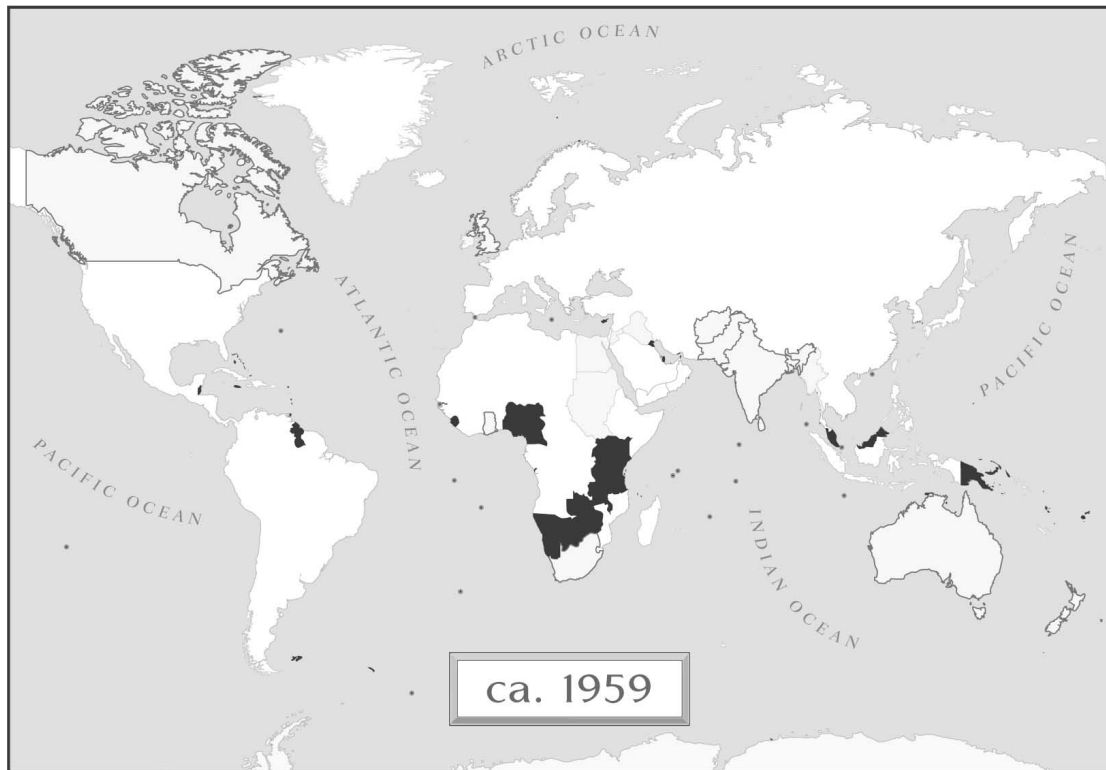 ARCTIC OCEAN
ATLANTIC OCEAN
PACIFIC OCEAN
PACIFIC OCEAN
INDIAN OCEAN
ca. 1959